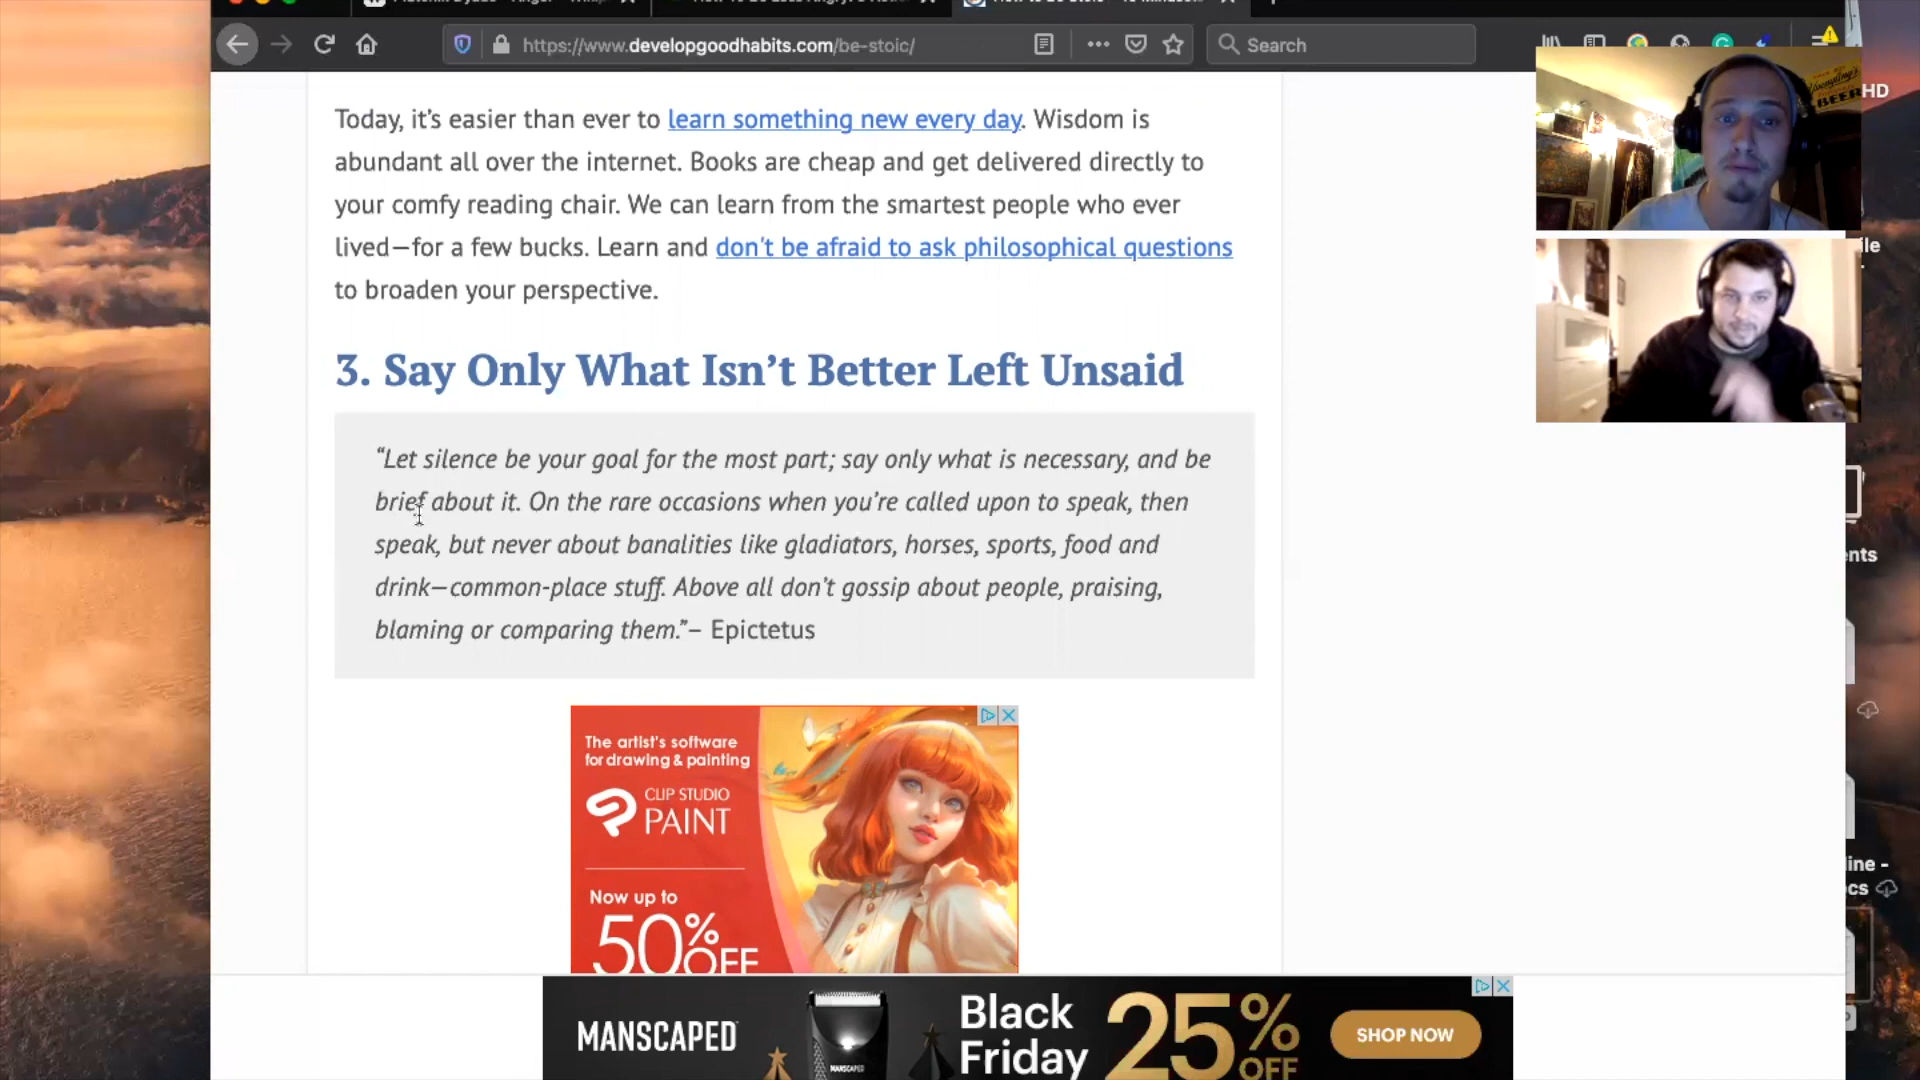 https://www.developgoodhabits.com/be-stoic/
Search
HD
Today, it's easier than ever to learn something new every day. Wisdom is
abundant all over the internet. Books are cheap and get delivered directly to
your comfy reading chair. We can learn from the smartest people who ever
lived—for a few bucks. Learn and don't be afraid to ask philosophical questions
to broaden your perspective.
3. Say Only What Isn't Better Left Unsaid
“Let silence be your goal for the most part; say only what is necessary, and be
brief about it. On the rare occasions when you’re called upon to speak, then
speak, but never about banalities like gladiators, horses, sports, food and
drink—common-place stuff. Above all don’t gossip about people, praising,
blaming or comparing them.”– Epictetus
The artist's software
for drawing & painting
CLIP STUDIO
PAINT
Now up to
50% OFF
MANSCAPED
MANSCAPED
Black
Friday
25% OFF
SHOP NOW
BEER
ile
ents
line -
cs